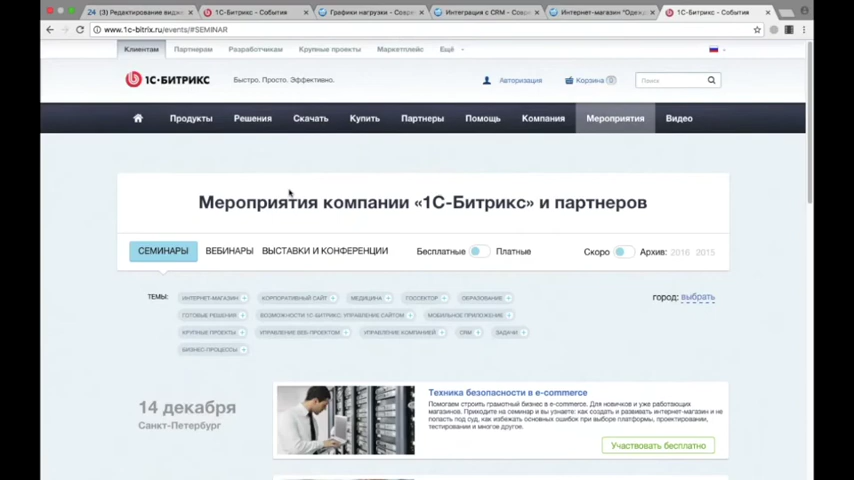 24 (3) Редактирование видж
1С-Битрикс - События
Графики нагрузки - Соврем
Интеграция с CRM - Соврем
Интернет-магазин "Одежд
1С-Битрикс - События
www.1c-bitrix.ru/events/#SEMINAR
Клиентам Партнерам Разработчикам Крупные проекты Маркетплейс Ещё
1С·БИТРИКС
Быстро. Просто. Эффективно.
Авторизация
Корзина 0
Поиск
Продукты Решения Скачать Купить Партнеры Помощь Компания Мероприятия Видео
Мероприятия компании «1С-Битрикс» и партнеров
СЕМИНАРЫ ВЕБИНАРЫ ВЫСТАВКИ И КОНФЕРЕНЦИИ Бесплатные Платные Скоро Архив: 2016 2015
ТЕМЫ: ИНТЕРНЕТ-МАГАЗИН + КОРПОРАТИВНЫЙ САЙТ + МЕДИЦИНА + ГОССЕКТОР + ОБРАЗОВАНИЕ + город: выбрать
ГОТОВЫЕ РЕШЕНИЯ + ВОЗМОЖНОСТИ 1С-БИТРИКС: УПРАВЛЕНИЕ САЙТОМ + МОБИЛЬНОЕ ПРИЛОЖЕНИЕ +
КРУПНЫЕ ПРОЕКТЫ + УПРАВЛЕНИЕ ВЕБ-ПРОЕКТОМ + УПРАВЛЕНИЕ КОМПАНИЕЙ + CRM + ЗАДАЧИ +
БИЗНЕС-ПРОЦЕССЫ +
14 декабря
Санкт-Петербург
Техника безопасности в e-commerce
Помогаем строить грамотный бизнес в e-commerce. Для новичков и уже работающих
магазинов. Приходите на семинар и вы узнаете: как создать и развивать интернет-магазин и не
попасть под суд, как избежать основных ошибок при выборе платформы, проектировании,
тестировании и многое другое.
Участвовать бесплатно